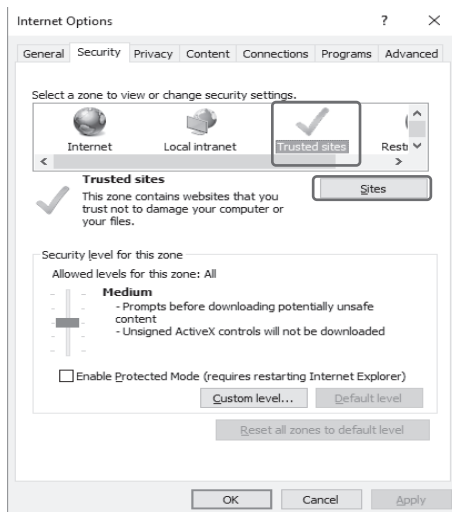 Internet Options ? ×
General Security Privacy Content Connections Programs Advanced
Select a zone to view or change security settings.
Internet Local intranet Trusted sites Restr
Trusted sites
Sites
This zone contains websites that you
trust not to damage your computer or
your files.
Security level for this zone
Allowed levels for this zone: All
Medium
- Prompts before downloading potentially unsafe
content
- Unsigned ActiveX controls will not be downloaded
Enable Protected Mode (requires restarting Internet Explorer)
Custom level... Default level
Reset all zones to default level
OK Cancel Apply